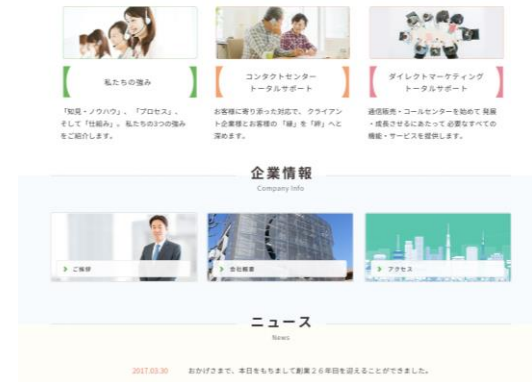 私たちの強み
コンタクトセンター
トータルサポート
ダイレクトマーケティング
トータルサポート
「知見・ノウハウ」、「プロセス」、
そして「仕組み」。 私たちの3つの強み
をご紹介します。
お客様に寄り添った対応で、 クライアン
ト企業様とお客様の 「縁」を「絆」へと
深めます。
通信販売・コールセンターを始めて 発展
・成長させるにあたって 必要なすべての
機能・サービスを提供します。
企業情報
Company Info
ご挨拶
会社概要
アクセス
ニュース
News
2017.03.30 おかげさまで、本日をもちまして創業２６年目を迎えることができました。